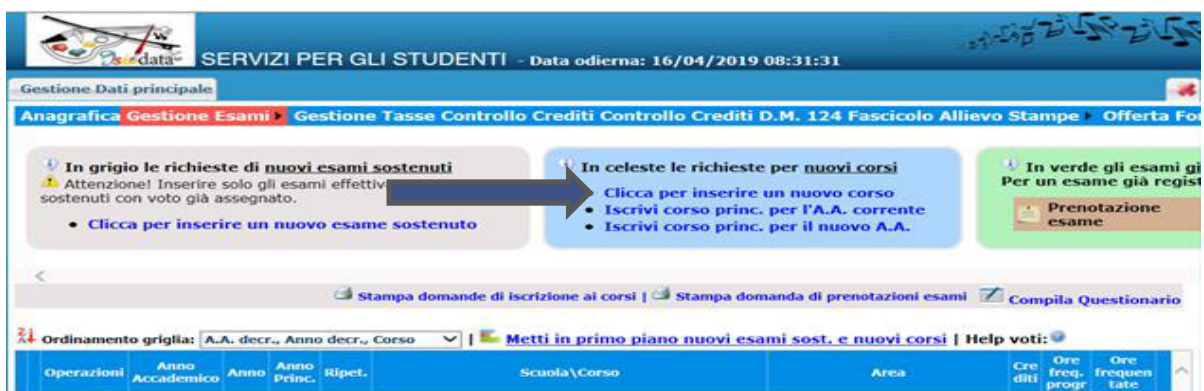 Isidata
SERVIZI PER GLI STUDENTI - Data odierna: 16/04/2019 08:31:31
Gestione Dati principale
Anagrafica Gestione Esami Gestione Tasse Controllo Crediti Controllo Crediti D.M. 124 Fascicolo Allievo Stampe Offerta For
In grigio le richieste di nuovi esami sostenuti
Attenzione! Inserire solo gli esami effettiva
sostenuti con voto già assegnato.
• Clicca per inserire un nuovo esame sostenuto
In celeste le richieste per nuovi corsi
Clicca per inserire un nuovo corso
• Iscrivi corso princ. per l'A.A. corrente
• Iscrivi corso princ. per il nuovo A.A.
In verde gli esami gi
Per un esame già regist
Prenotazione
esame
Stampa domande di iscrizione ai corsi | Stampa domanda di prenotazioni esami Compila Questionario
Ordinamento griglia: A.A. decr., Anno decr., Corso | Metti in primo piano nuovi esami sost. e nuovi corsi | Help voti:
Operazioni Anno Accademico Anno Anno Princ. Ripet. Scuola\Corso Area Cre diti Ore freq. progr Ore frequen tate